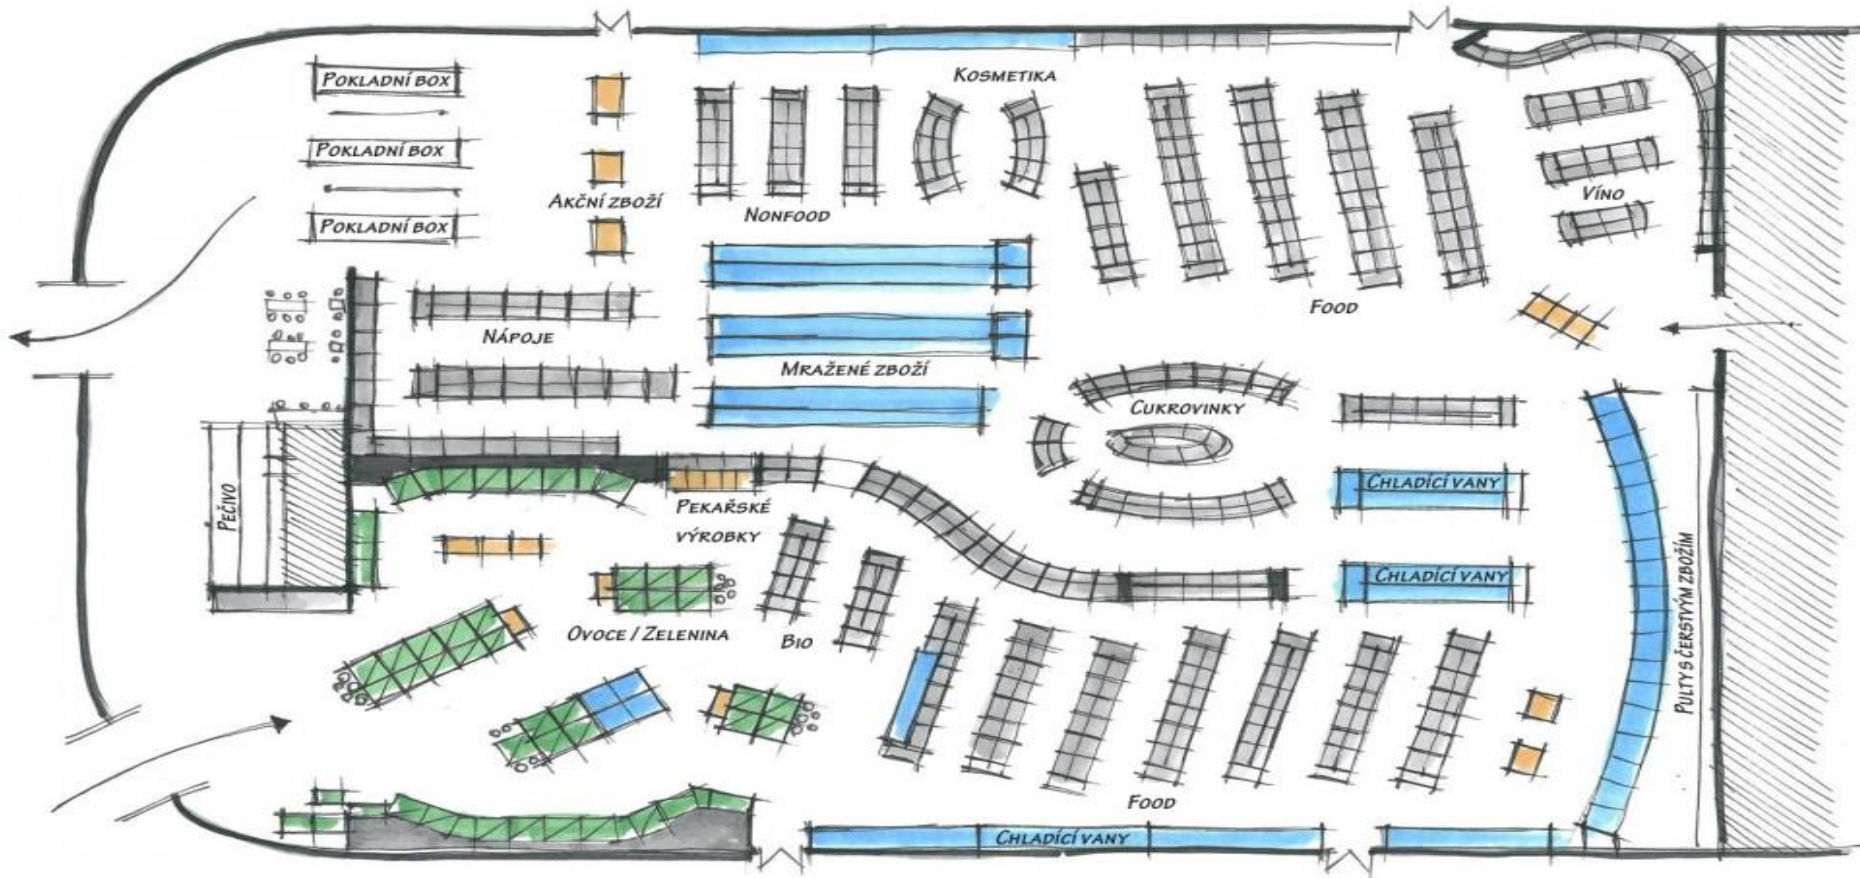 POKLADNÍ BOX
KOSMETIKA
POKLADNÍ BOX
AKČNÍ ZBOŽÍ
NONFOOD
VÍNO
POKLADNÍ BOX
FOOD
NÁPOJE
MRAŽENÉ ZBOŽÍ
CUKROVINKY
CHLADÍCÍ VANY
PEČIVO
PEKAŘSKÉ
VÝROBKY
CHLADÍCÍ VANY
PULTY S ČERSTVÝM ZBOŽÍM
OVOCE / ZELENINA
BIO
FOOD
CHLADÍCÍ VANY